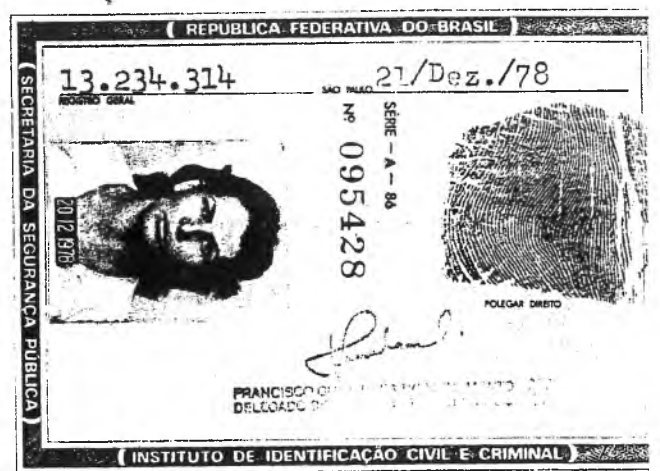 REPÚBLICA FEDERATIVA DO BRASIL
SECRETARIA DA SEGURANÇA PÚBLICA
13.234.314
REGISTRO GERAL
SÃO PAULO 21/Dez./78
SÉRIE - A - 86
Nº 095428
20 12 1978
POLEGAR DIREITO
FRANCISCO
DELEGADO
INSTITUTO DE IDENTIFICAÇÃO CIVIL E CRIMINAL